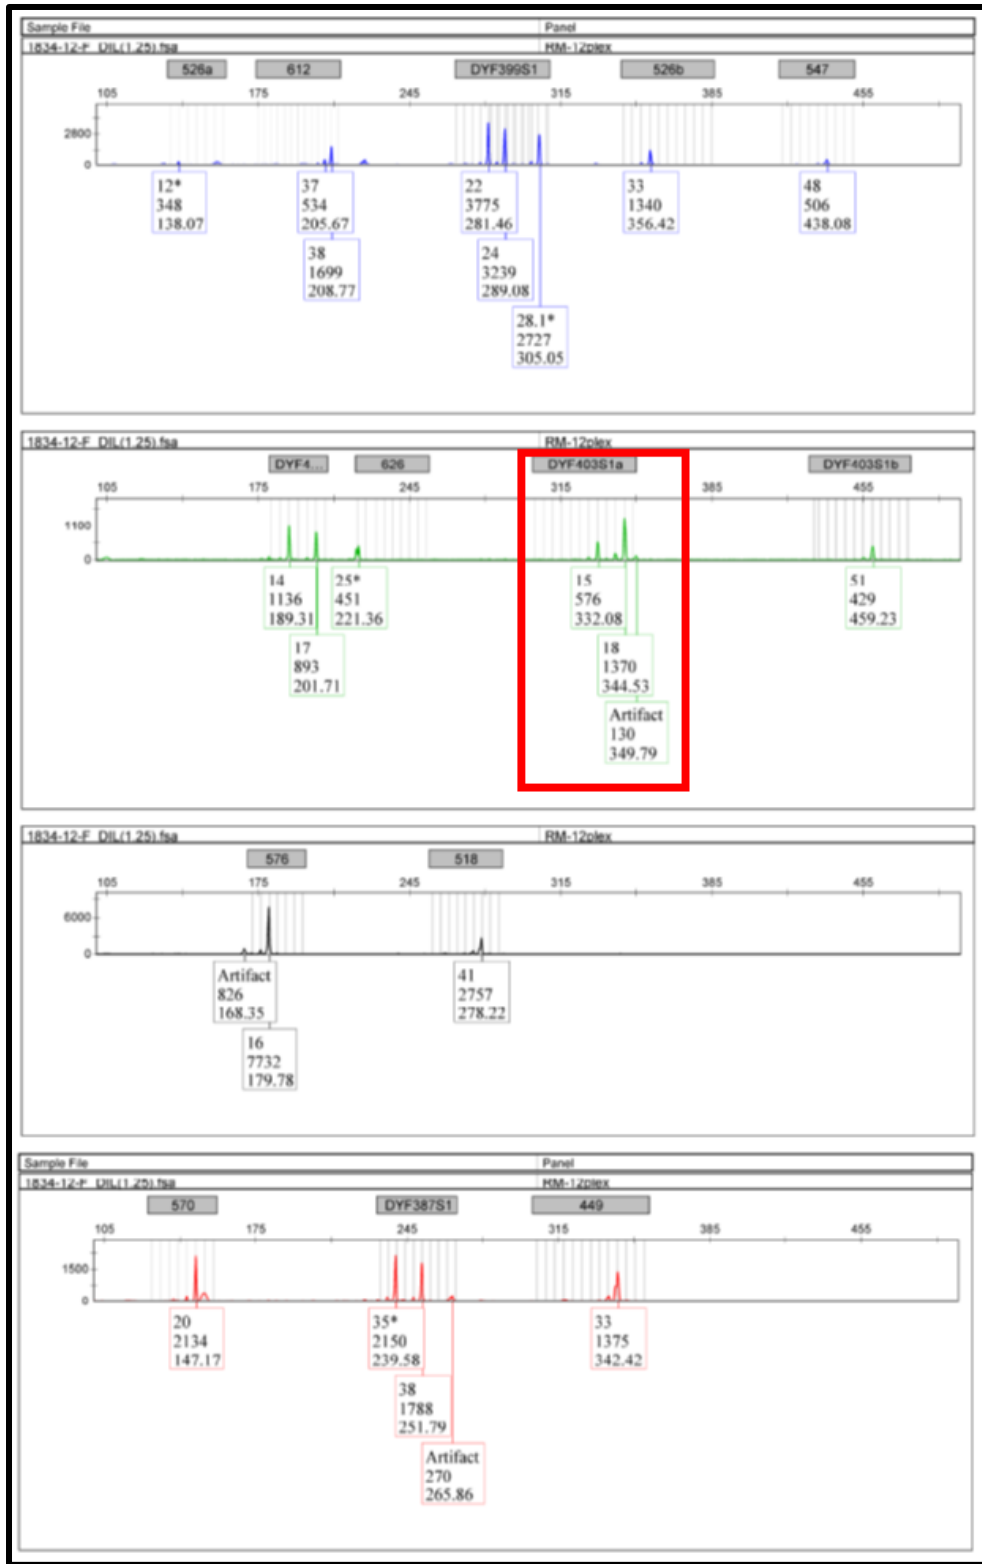 Sample File Panel
1834-12-F DIL(1.25).fsa RM-12plex
526a 612 DYF399S1 526b 547
105 175 245 315 385 455
2800
0
12* 37 22 33 48
348 534 3775 1340 506
138.07 205.67 281.46 356.42 438.08
38 24
1699 3239
208.77 289.08
28.1*
2727
305.05
1834-12-F DIL(1.25).fsa RM-12plex
DYF4... 626 DYF403S1a DYF403S1b
105 175 245 315 385 455
1100
0
14 25* 15 51
1136 451 576 429
189.31 221.36 332.08 459.23
17 18
893 1370
201.71 344.53
Artifact
130
349.79
1834-12-F DIL(1.25).fsa RM-12plex
576 518
105 175 245 315 385 455
6000
0
Artifact 41
826 2757
168.35 278.22
16
7732
179.78
Sample File Panel
1834-12-F DIL(1.25).fsa RM-12plex
570 DYF387S1 449
105 175 245 315 385 455
1500
0
20 35* 33
2134 2150 1375
147.17 239.58 342.42
38
1788
251.79
Artifact
270
265.86